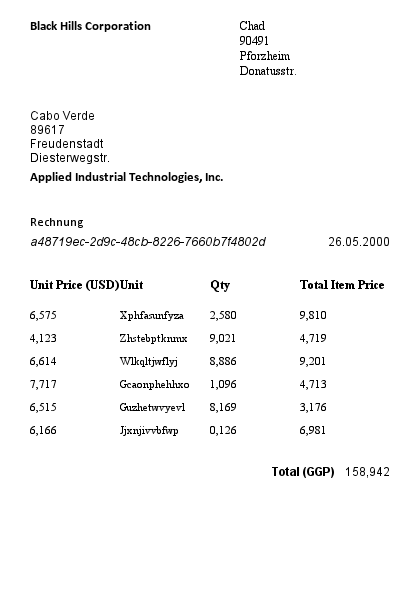 Black Hills Corporation
Chad
90491
Pforzheim
Donatusstr.
Cabo Verde
89617
Freudenstadt
Diesterwegstr.
Applied Industrial Technologies, Inc.
Rechnung
a48719ec-2d9c-48cb-8226-7660b7f4802d 26.05.2000
Unit Price (USD) Unit Qty Total Item Price
6,575 Xphfasunfyza 2,580 9,810
4,123 Zhstebptknmx 9,021 4,719
6,614 Wlkqltjwflyj 8,886 9,201
7,717 Gcaonphehhxo 1,096 4,713
6,515 Guzhetwvyevl 8,169 3,176
6,166 Jjxnjivvbfwp 0,126 6,981
Total (GGP) 158,942